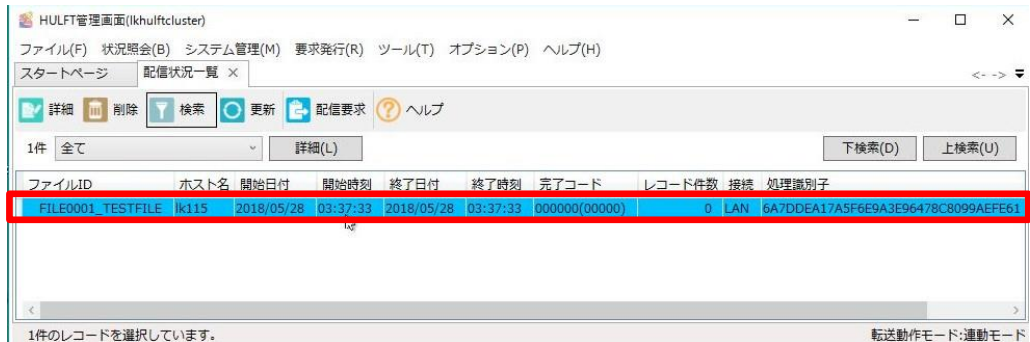 HULFT管理画面(lkhulftcluster)
ファイル(F) 状況照会(B) システム管理(M) 要求発行(R) ツール(T) オプション(P) ヘルプ(H)
スタートページ 配信状況一覧 × <- ->
詳細 削除 検索 更新 配信要求 ヘルプ
1件 全て 詳細(L) 下検索(D) 上検索(U)
ファイルID ホスト名 開始日付 開始時刻 終了日付 終了時刻 完了コード レコード件数 接続 処理識別子
FILE0001_TESTFILE lk115 2018/05/28 03:37:33 2018/05/28 03:37:33 000000(00000) 0 LAN 6A7DDEA17A5F6E9A3E96478C8099AEFE61
1件のレコードを選択しています。 転送動作モード:連動モード